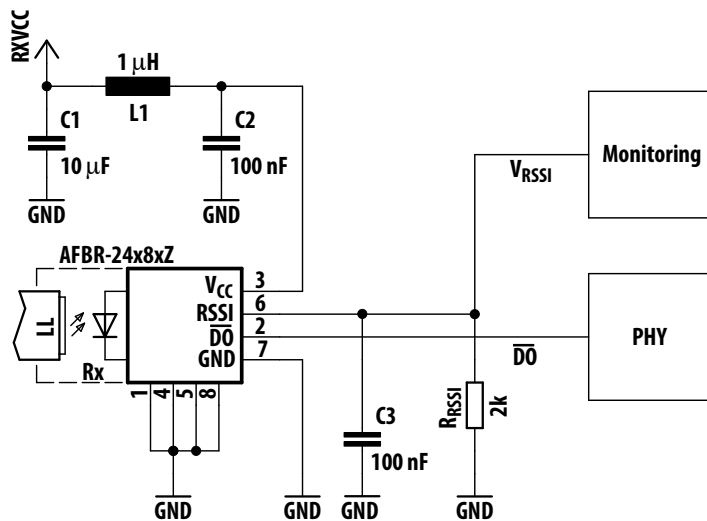 RXVCC
1 μH
L1
C1
10 μF
C2
100 nF
GND
GND
Monitoring
V_RSSI
AFBR-24x8xZ
LL
Rx
V_CC
RSSI
DO
GND
3
6
2
7
1
4
5
8
DO
PHY
C3
100 nF
R_RSSI
2k
GND
GND
GND
GND